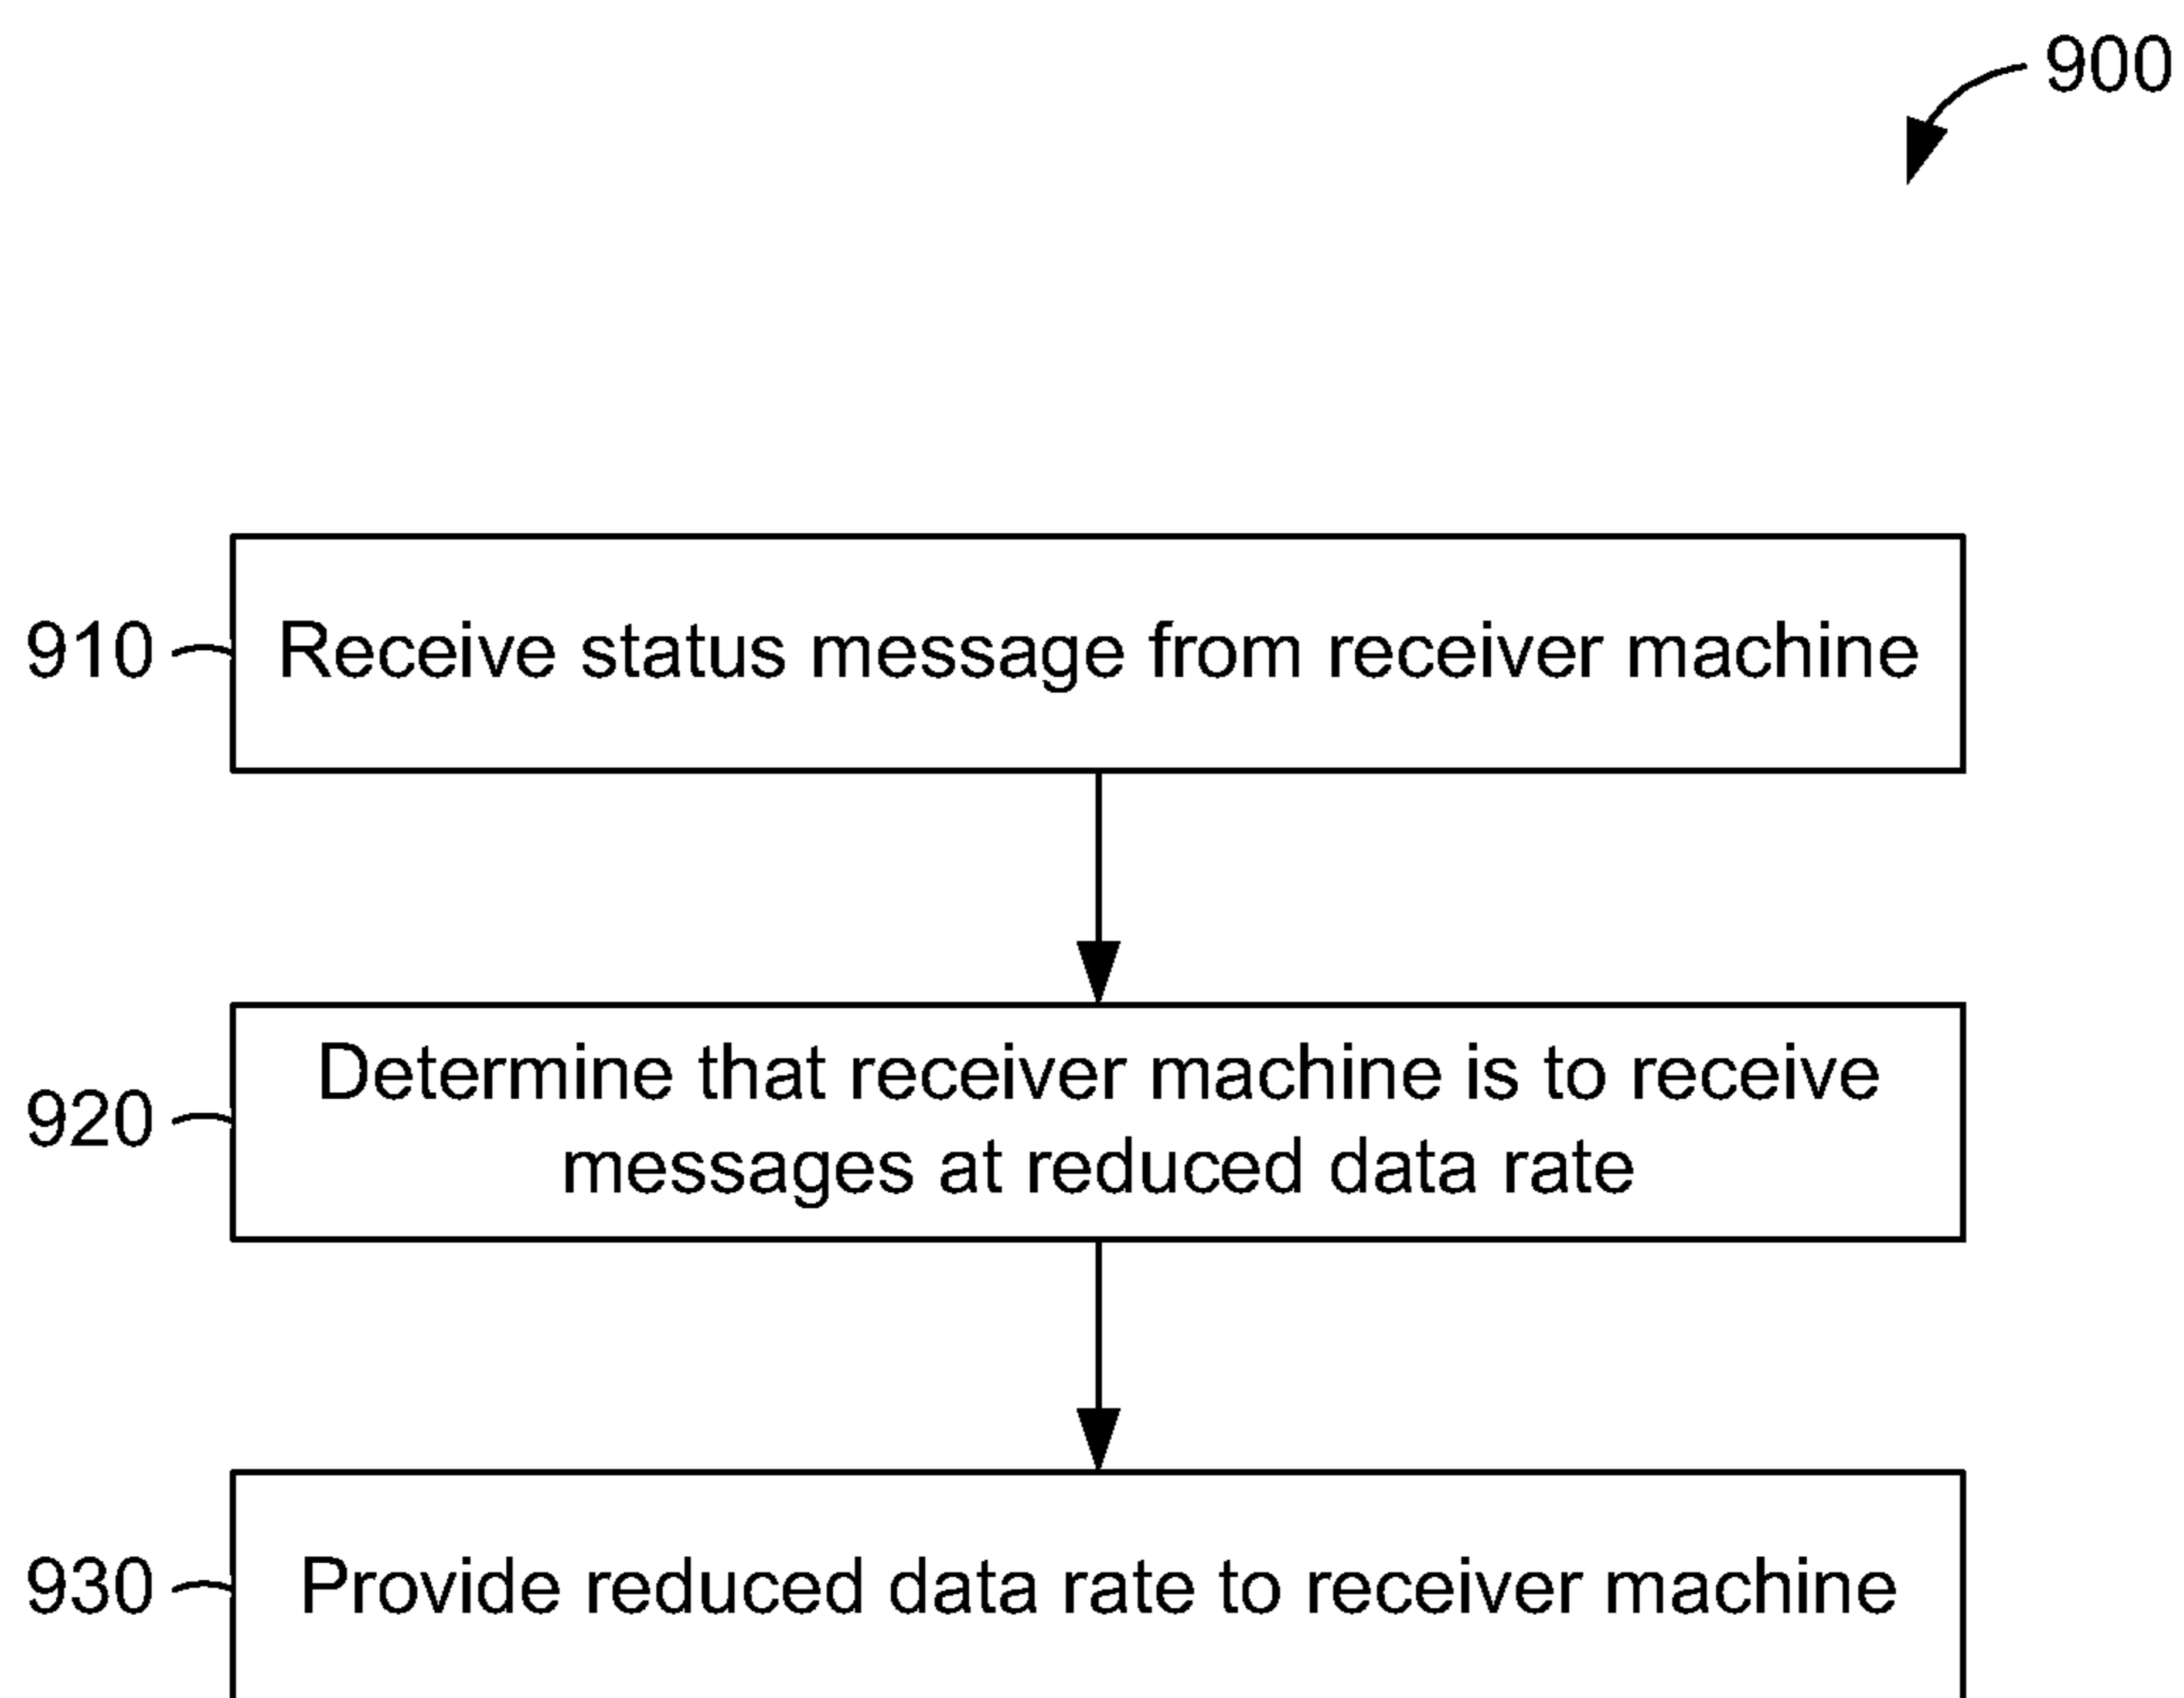 900
910
Receive status message from receiver machine
920
Determine that receiver machine is to receive
messages at reduced data rate
930
Provide reduced data rate to receiver machine